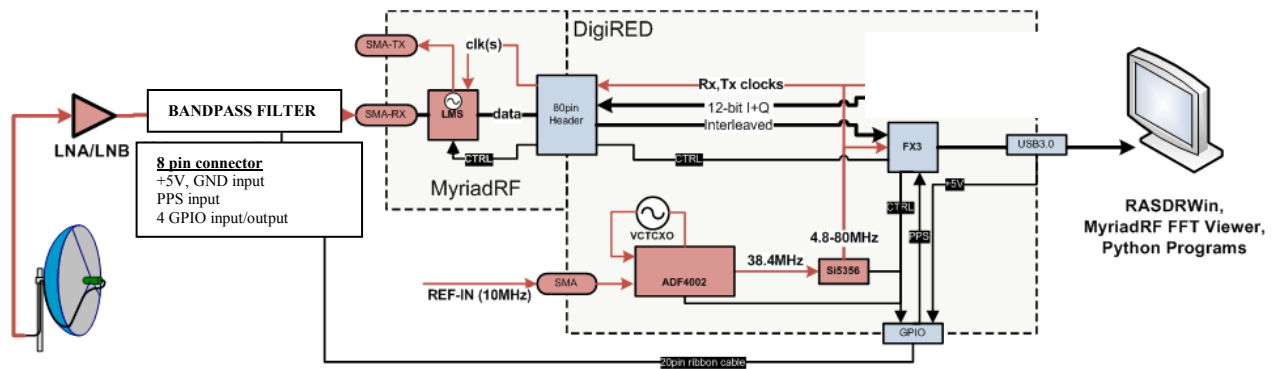 DigiRED
SMA-TX
clk(s)
Rx,Tx clocks
BANDPASS FILTER
SMA-RX
LMS
data
80pin
Header
12-bit I+Q
Interleaved
LNA/LNB
FX3
USB3.0
CTRL
CTRL
8 pin connector
+5V, GND input
PPS input
4 GPIO input/output
MyriadRF
+5V
CTRL
PPS
RASDRWin,
MyriadRF FFT Viewer,
Python Programs
VCTCXO
4.8-80MHz
38.4MHz
Si5356
ADF4002
REF-IN (10MHz)
SMA
GPIO
20pin ribbon cable